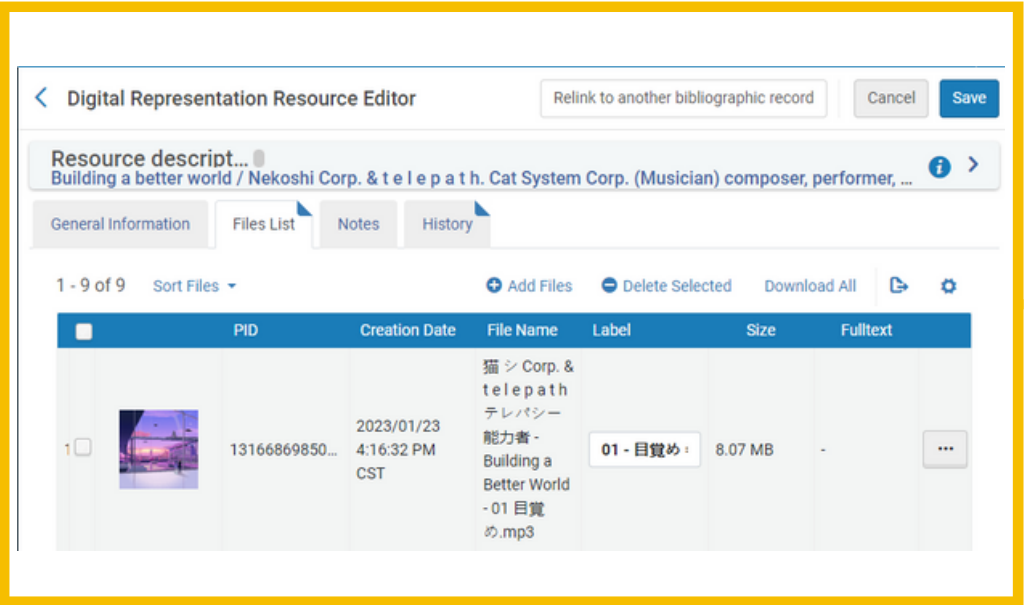 Digital Representation Resource Editor
Relink to another bibliographic record
Cancel
Save
Resource descript...
Building a better world / Nekoshi Corp. & t e l e p a t h. Cat System Corp. (Musician) composer, performer, ...
General Information
Files List
Notes
History
1 - 9 of 9
Sort Files
Add Files
Delete Selected
Download All
PID
Creation Date
File Name
Label
Size
Fulltext
1
13166869850...
2023/01/23
4:16:32 PM
CST
猫 シ Corp. &
t e l e p a t h
テレパシー
能力者 -
Building a
Better World
- 01 目覚
め.mp3
01 - 目覚め
8.07 MB
-